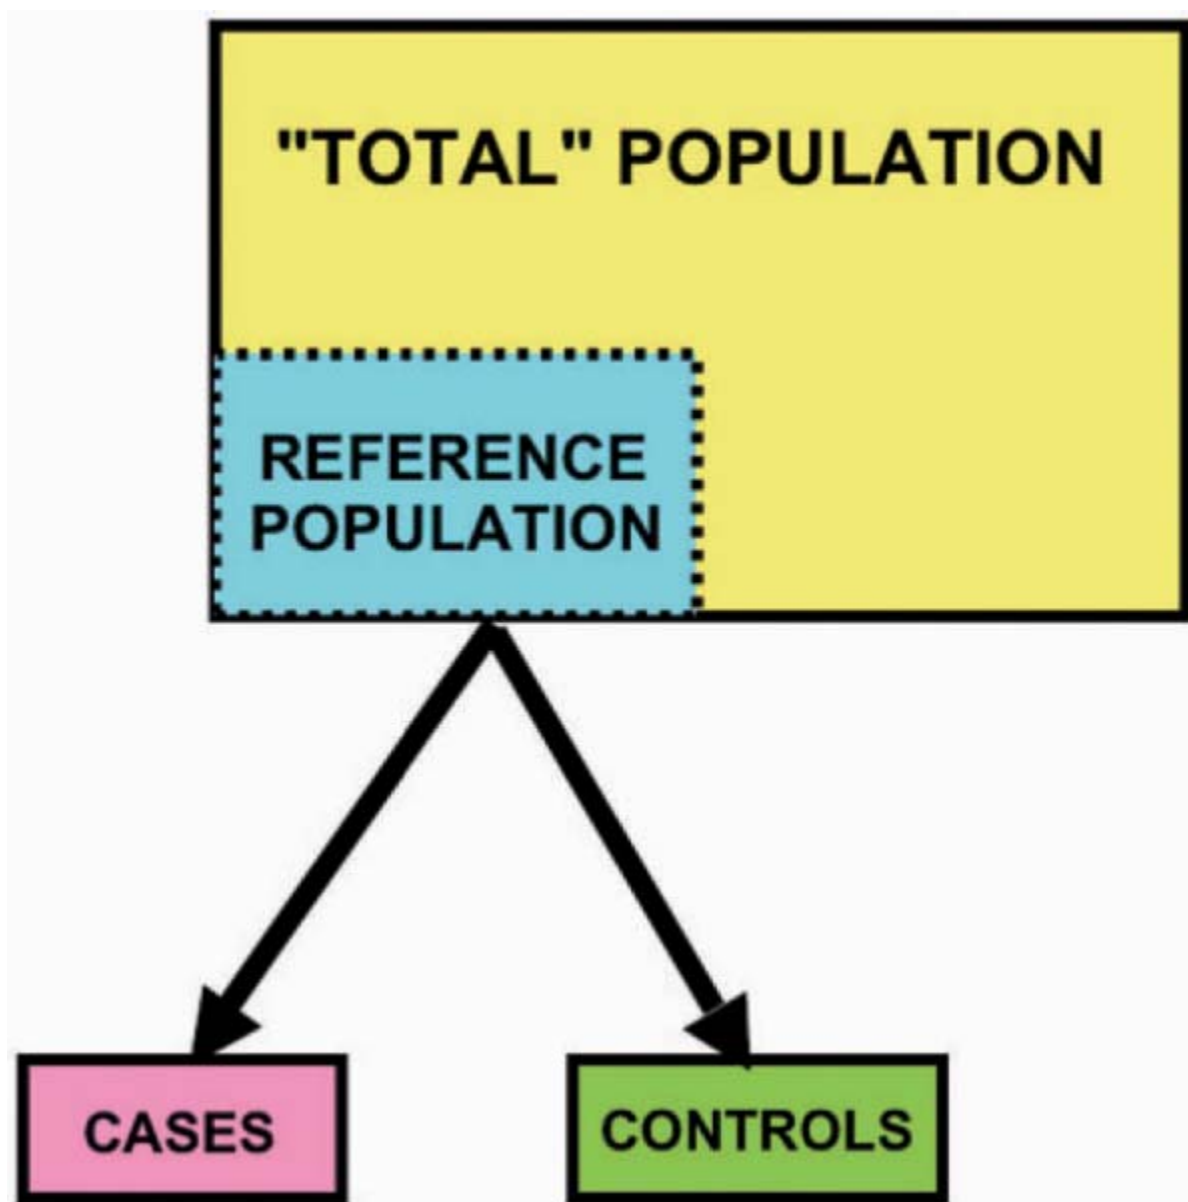 "TOTAL" POPULATION
REFERENCE
POPULATION
CASES
CONTROLS